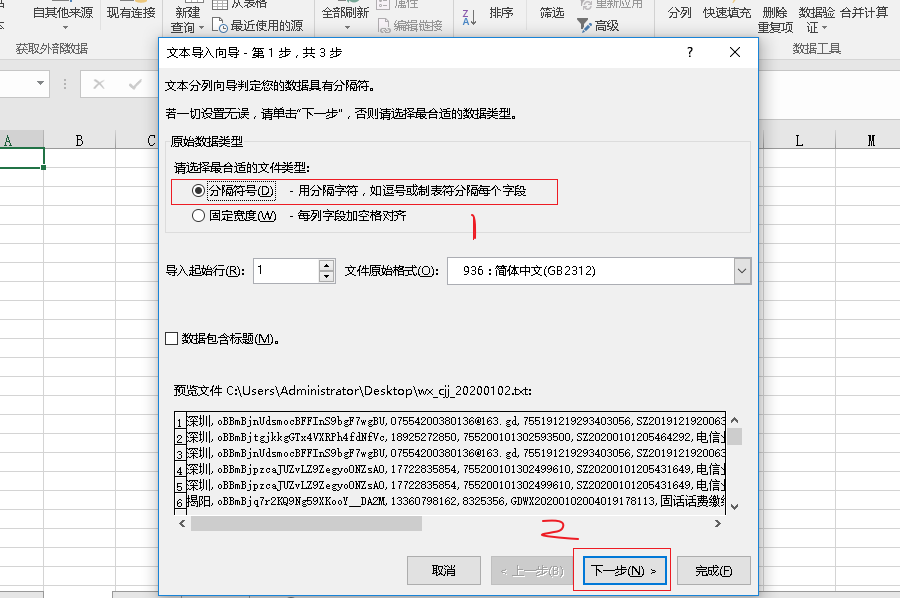 自其他来源 现有连接 新建 从表格 全部刷新 属性 排序 筛选 重新应用 分列 快速填充 删除 数据验 合并计算
查询 最近使用的源 编辑链接 高级 重复项 证
获取外部数据 数据工具
文本导入向导 - 第 1 步，共 3 步 ? ×
文本分列向导判定您的数据具有分隔符。
若一切设置无误，请单击“下一步”，否则请选择最合适的数据类型。
A B C L M
原始数据类型
请选择最合适的文件类型:
分隔符号(D) - 用分隔字符，如逗号或制表符分隔每个字段
固定宽度(W) - 每列字段加空格对齐
1
导入起始行(R): 1 文件原始格式(O): 936 : 简体中文(GB2312)
数据包含标题(M)。
预览文件 C:\Users\Administrator\Desktop\wx_cjj_20200102.txt:
1 深圳,oBBmBjnUdsmocBFFInS9bgF7wgBU,07554200380136@163.gd,755191219293403056,SZ2019121920063
2 深圳,oBBmBjtgjkkgGTx4VXRPh4fdNfVc,18925272850,755200101302593500,SZ20200101205464292,电信业
3 深圳,oBBmBjnUdsmocBFFInS9bgF7wgBU,07554200380136@163.gd,755191219293403056,SZ2019121920063
4 深圳,oBBmBjpzcaJUZvLZ9ZegyoONZsAO,17722835854,755200101302499610,SZ20200101205431649,电信业
5 深圳,oBBmBjpzcaJUZvLZ9ZegyoONZsAO,17722835854,755200101302499610,SZ20200101205431649,电信业
6 揭阳,oBBmBjq7r2KQ9Ng59XKooY__DA2M,13360798162,8325356,GDWX20200102004019178113,固话话费缴纳
2
取消 < 上一步(B) 下一步(N) > 完成(F)